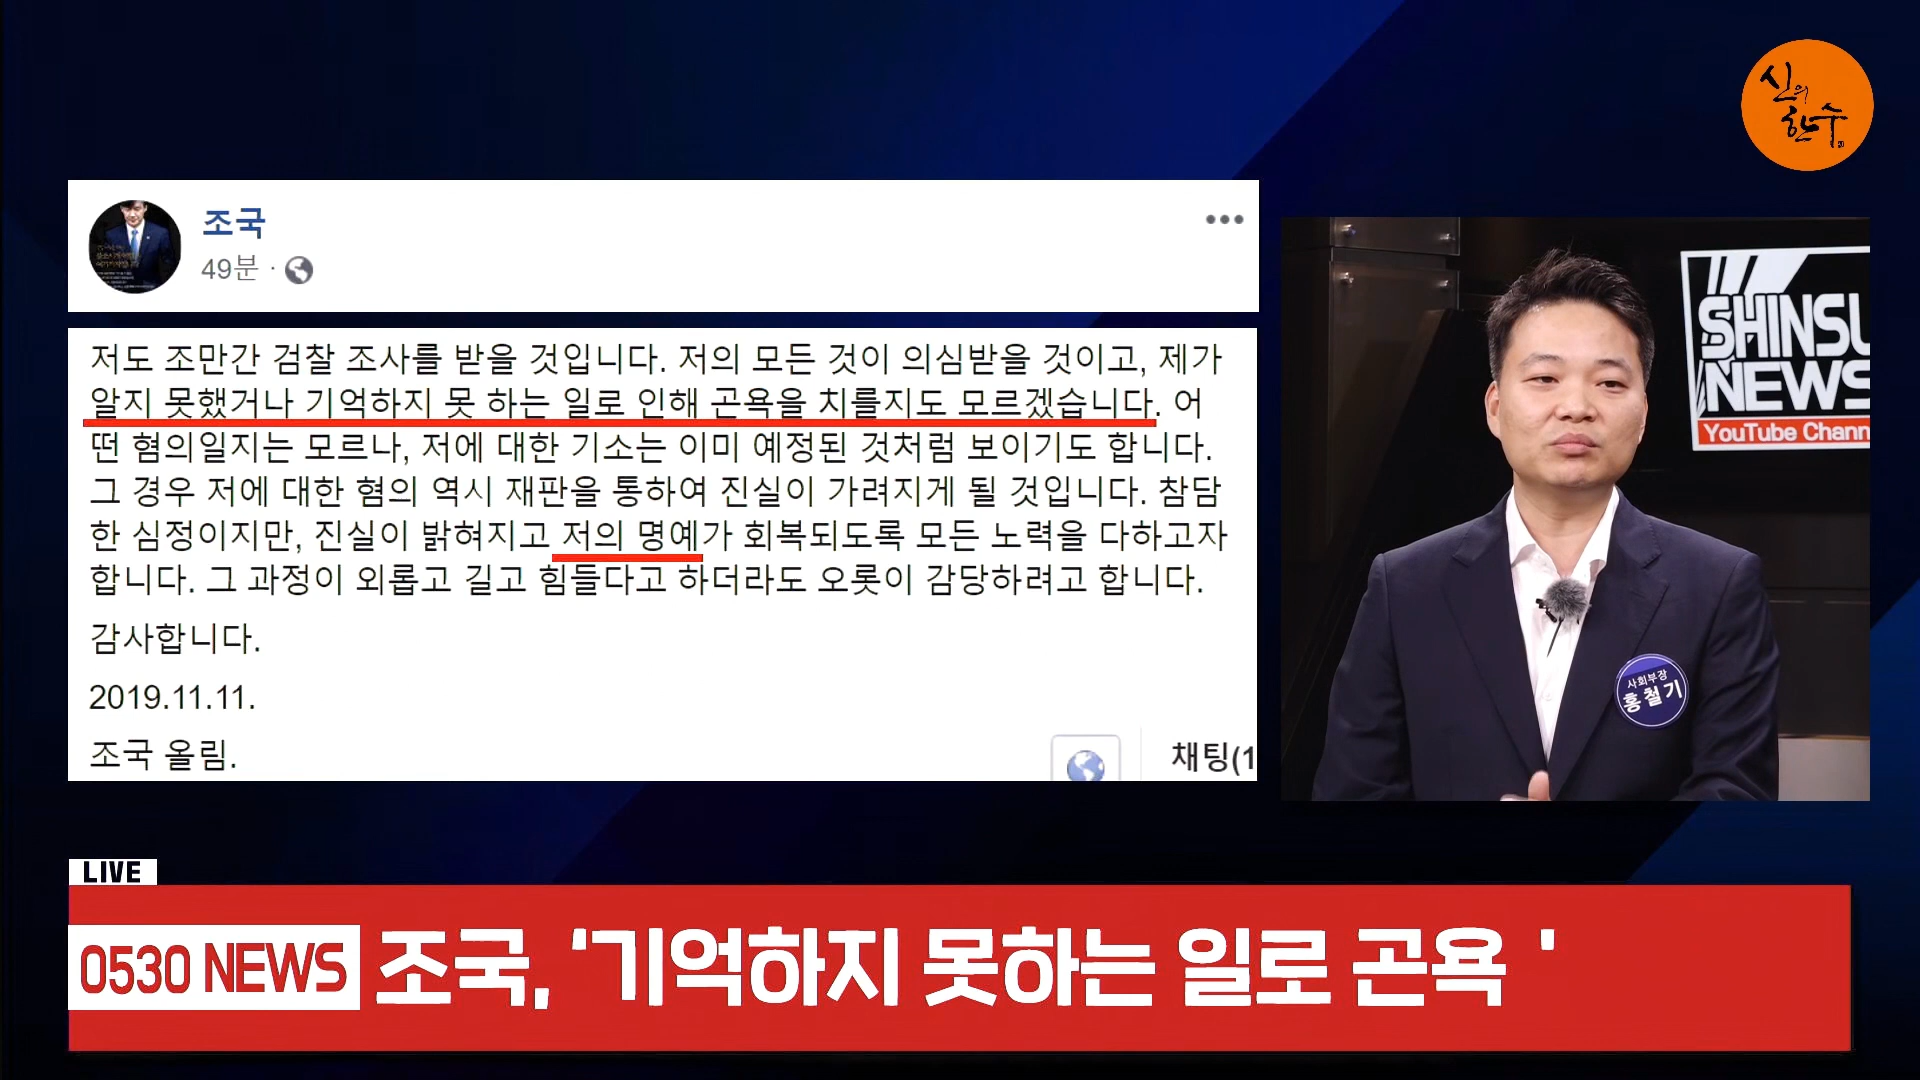 신의
한수
조국
49분 ·
저도 조만간 검찰 조사를 받을 것입니다. 저의 모든 것이 의심받을 것이고, 제가
알지 못했거나 기억하지 못 하는 일로 인해 곤욕을 치를지도 모르겠습니다. 어
떤 혐의일지는 모르나, 저에 대한 기소는 이미 예정된 것처럼 보이기도 합니다.
그 경우 저에 대한 혐의 역시 재판을 통하여 진실이 가려지게 될 것입니다. 참담
한 심정이지만, 진실이 밝혀지고 저의 명예가 회복되도록 모든 노력을 다하고자
합니다. 그 과정이 외롭고 길고 힘들다고 하더라도 오롯이 감당하려고 합니다.
감사합니다.
2019.11.11.
조국 올림.
채팅(1
SHINSU
NEWS
YouTube Chann
사회부장
홍철기
LIVE
0530 NEWS 조국, '기억하지 못하는 일로 곤욕 '